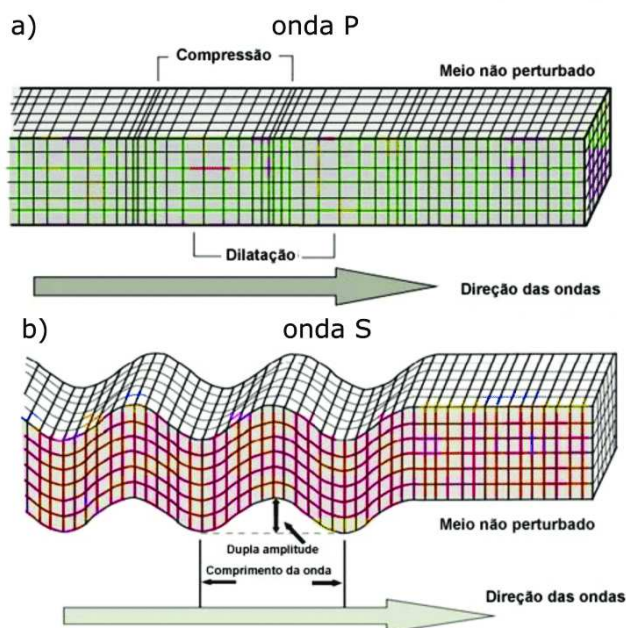 a) onda P
Compressão
Meio não perturbado
Dilatação
Direção das ondas
b) onda S
Meio não perturbado
Dupla amplitude
Comprimento da onda
Direção das ondas